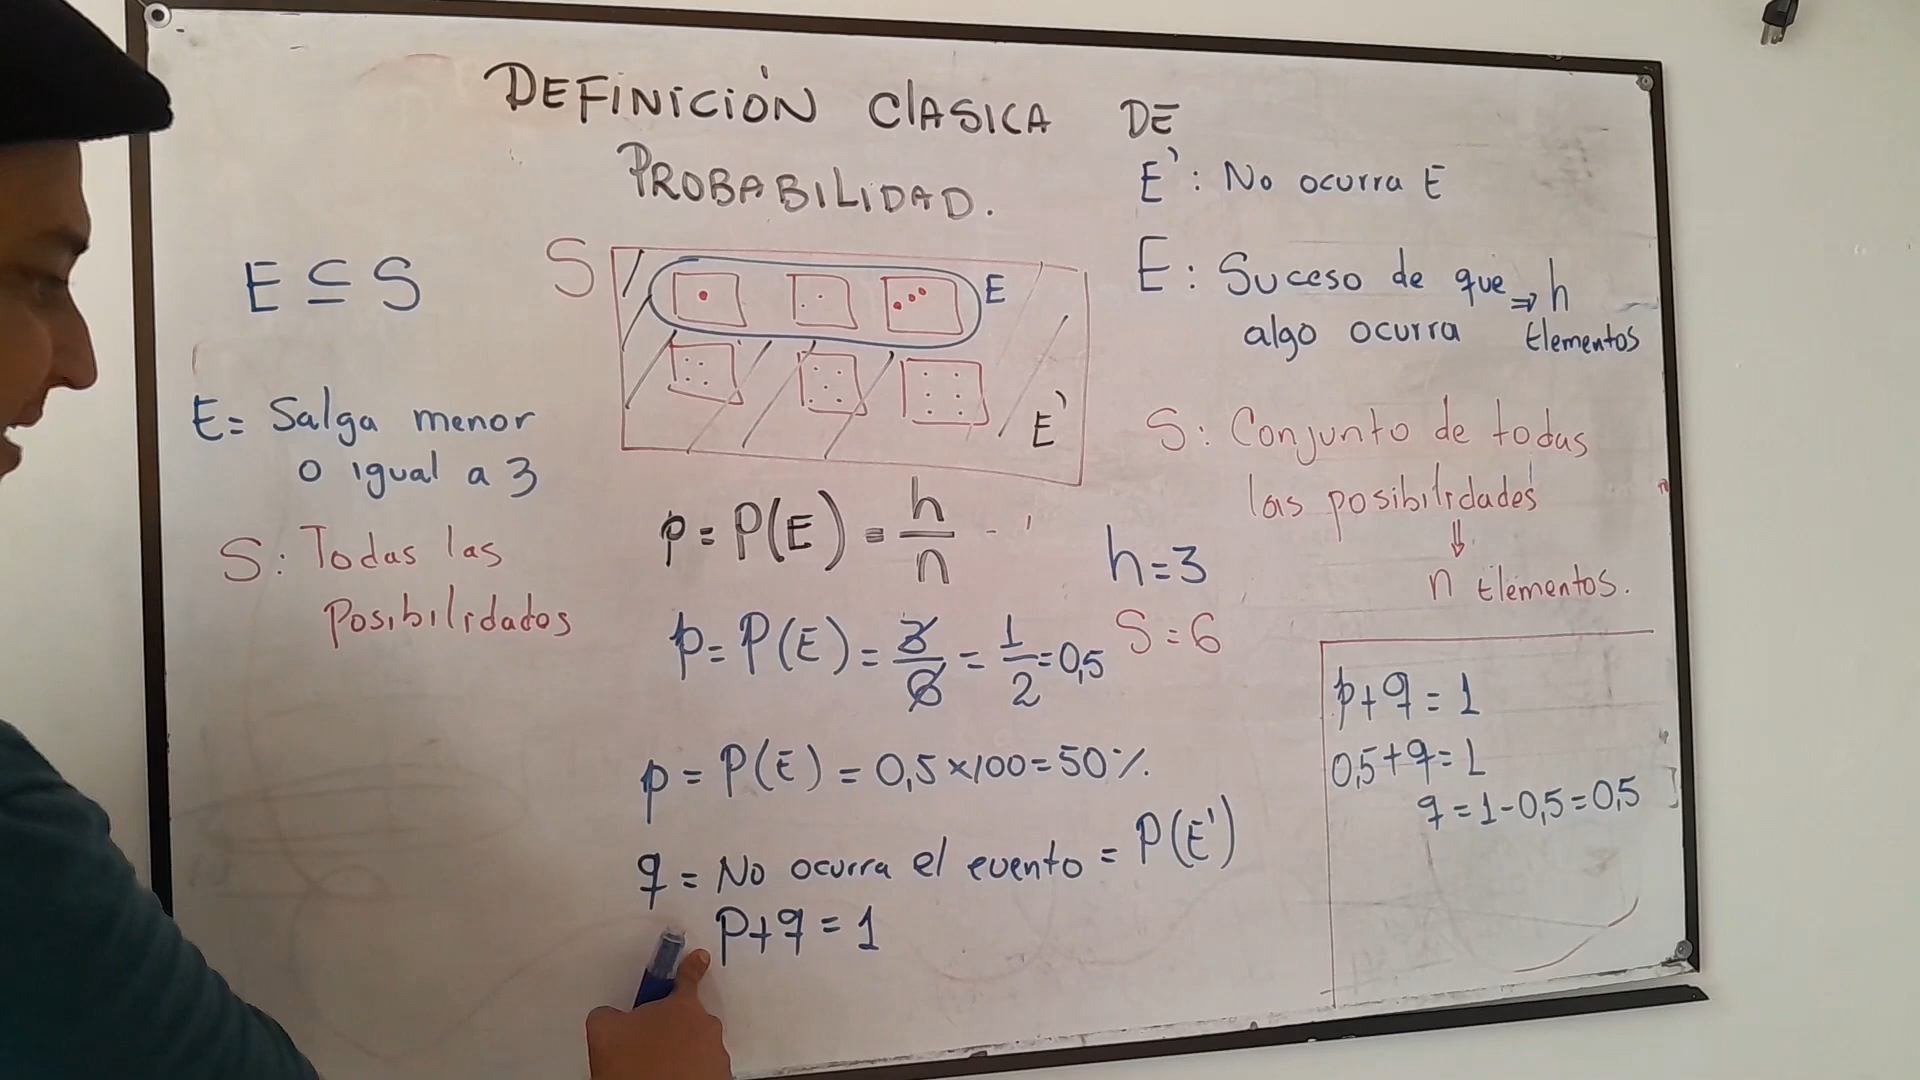 DEFINICIÓN CLASICA DE
PROBABILIDAD.
E ⊆ S
E= Salga menor
o igual a 3
S: Todas las
Posibilidados
S
E
E'
p = P(E) = h/n
p = P(E) = 3/6 = 1/2 = 0,5
h = 3
S = 6
p = P(E) = 0,5 x 100 = 50%.
q = No ocurra el evento = P(E')
p + q = 1
E': No ocurra E
E: Suceso de que ⇒ h
algo ocurra Elementos
S: Conjunto de todas
las posibilidades
⇓
n Elementos.
p + q = 1
0,5 + q = 1
q = 1 - 0,5 = 0,5